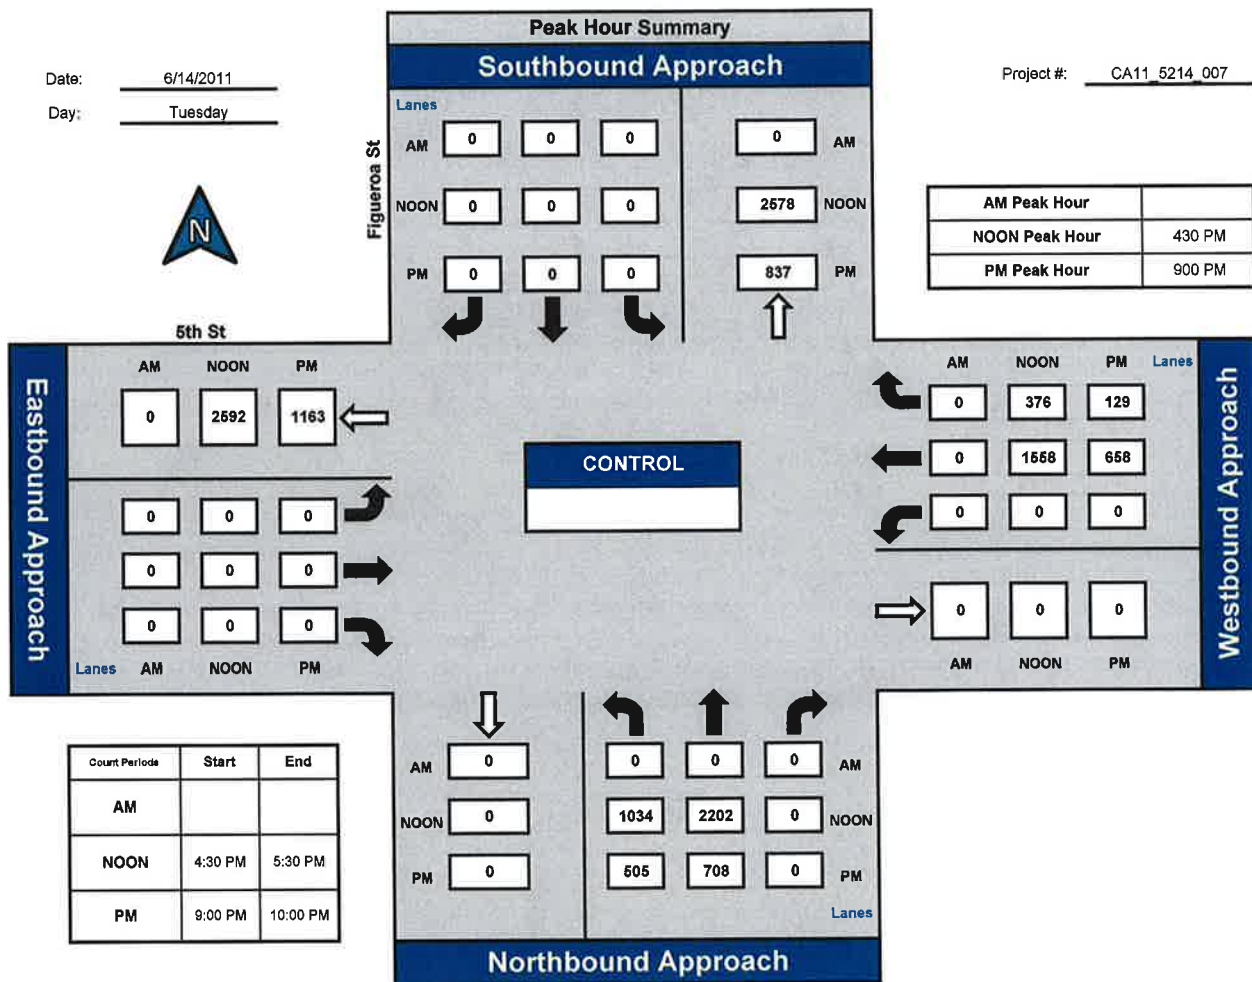 Peak Hour Summary
Southbound Approach
Date: 6/14/2011
Day: Tuesday
Project #: CA11_5214_007
N
Figueroa St
Lanes
AM 0 0 0 0 AM
NOON 0 0 0 2578 NOON
PM 0 0 0 837 PM
AM Peak Hour
NOON Peak Hour 430 PM
PM Peak Hour 900 PM
5th St
Eastbound Approach
AM NOON PM
0 2592 1163
0 0 0
0 0 0
0 0 0
Lanes AM NOON PM
CONTROL
AM NOON PM Lanes
0 376 129
0 1558 658
0 0 0
0 0 0
AM NOON PM
Westbound Approach
Count Periods Start End
AM
NOON 4:30 PM 5:30 PM
PM 9:00 PM 10:00 PM
AM 0 0 0 0 AM
NOON 0 1034 2202 0 NOON
PM 0 505 708 0 PM
Lanes
Northbound Approach